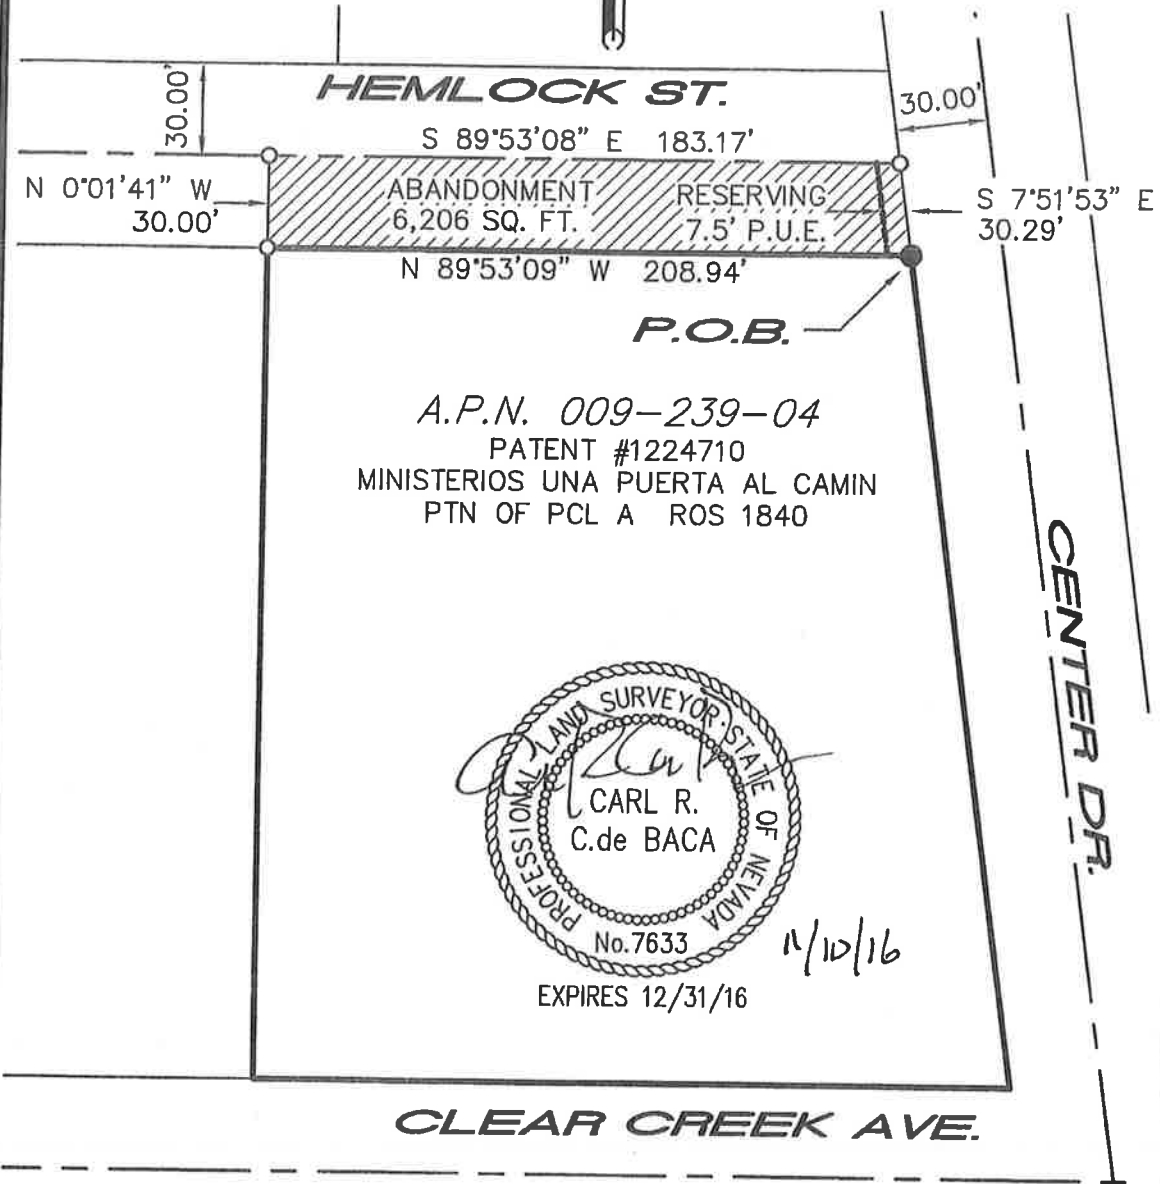 HEMLOCK ST.
30.00'
30.00'
S 89°53'08" E 183.17'
N 0°01'41" W
30.00'
ABANDONMENT
6,206 SQ. FT.
RESERVING
7.5' P.U.E.
S 7°51'53" E
30.29'
N 89°53'09" W 208.94'
P.O.B.
A.P.N. 009-239-04
PATENT #1224710
MINISTERIOS UNA PUERTA AL CAMIN
PTN OF PCL A ROS 1840
CENTER DR.
PROFESSIONAL LAND SURVEYOR · STATE OF NEVADA
CARL R.
C.de BACA
No.7633
11/10/16
EXPIRES 12/31/16
CLEAR CREEK AVE.